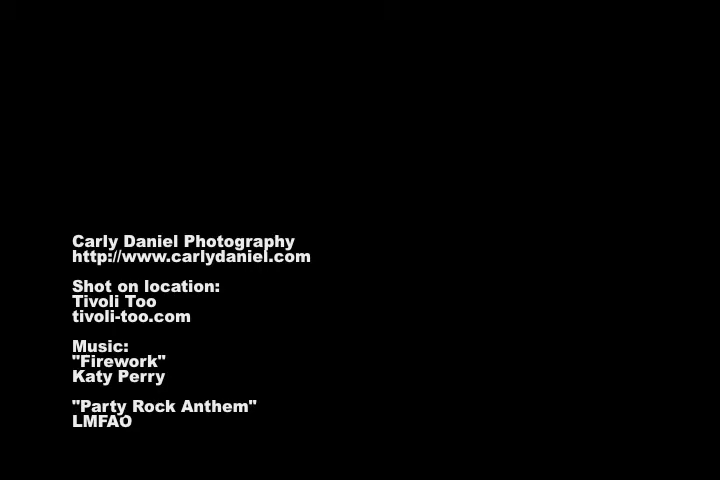 Carly Daniel Photography
http://www.carlydaniel.com
Shot on location:
Tivoli Too
tivoli-too.com
Music:
"Firework"
Katy Perry
"Party Rock Anthem"
LMFAO